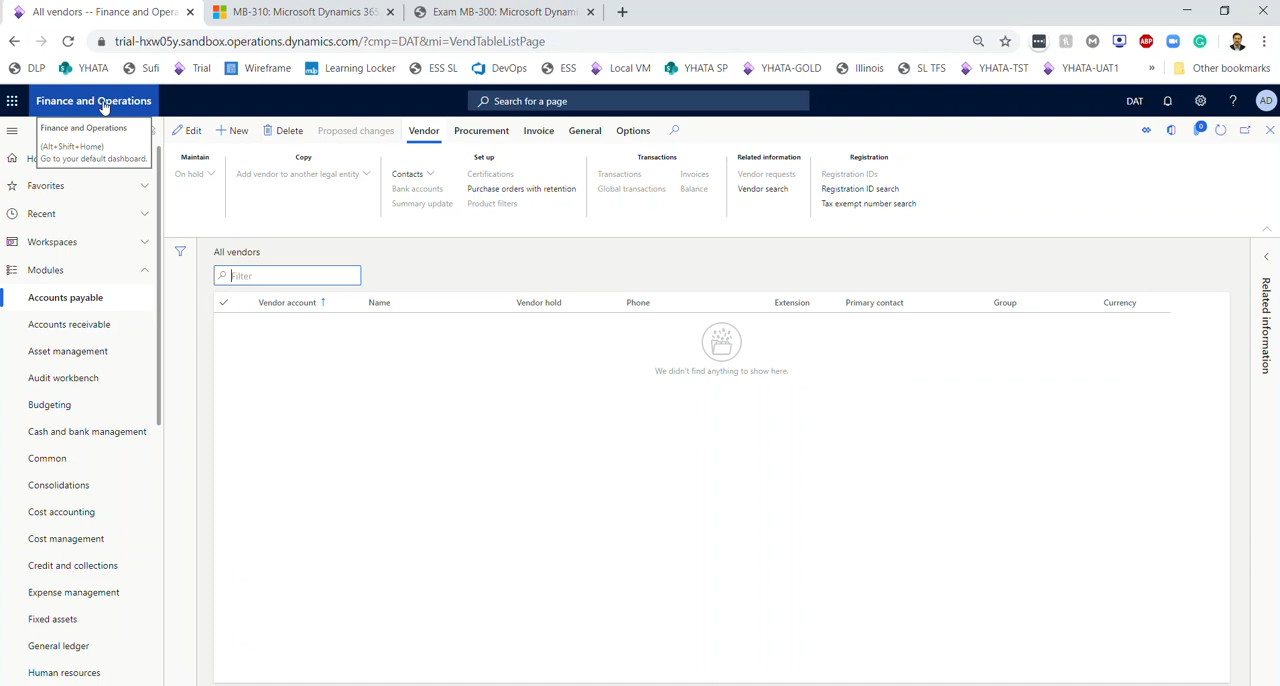 All vendors -- Finance and Opera
MB-310: Microsoft Dynamics 365
Exam MB-300: Microsoft Dynami
trial-hxw05y.sandbox.operations.dynamics.com/?cmp=DAT&mi=VendTableListPage
DLP YHATA Sufi Trial Wireframe Learning Locker ESS SL DevOps ESS Local VM YHATA SP YHATA-GOLD Illinois SL TFS YHATA-TST YHATA-UAT1 » Other bookmarks
Finance and Operations Search for a page DAT ? AD
Finance and Operations
(Alt+Shift+Home)
Go to your default dashboard.
Edit + New Delete Proposed changes Vendor Procurement Invoice General Options
Maintain
On hold
Copy
Add vendor to another legal entity
Set up
Contacts Certifications
Bank accounts Purchase orders with retention
Summary update Product filters
Transactions
Transactions Invoices
Global transactions Balance
Related information
Vendor requests
Vendor search
Registration
Registration IDs
Registration ID search
Tax exempt number search
Favorites
Recent
Workspaces
Modules
Accounts payable
Accounts receivable
Asset management
Audit workbench
Budgeting
Cash and bank management
Common
Consolidations
Cost accounting
Cost management
Credit and collections
Expense management
Fixed assets
General ledger
Human resources
All vendors
Filter
Vendor account ↑ Name Vendor hold Phone Extension Primary contact Group Currency
We didn't find anything to show here.
Related information